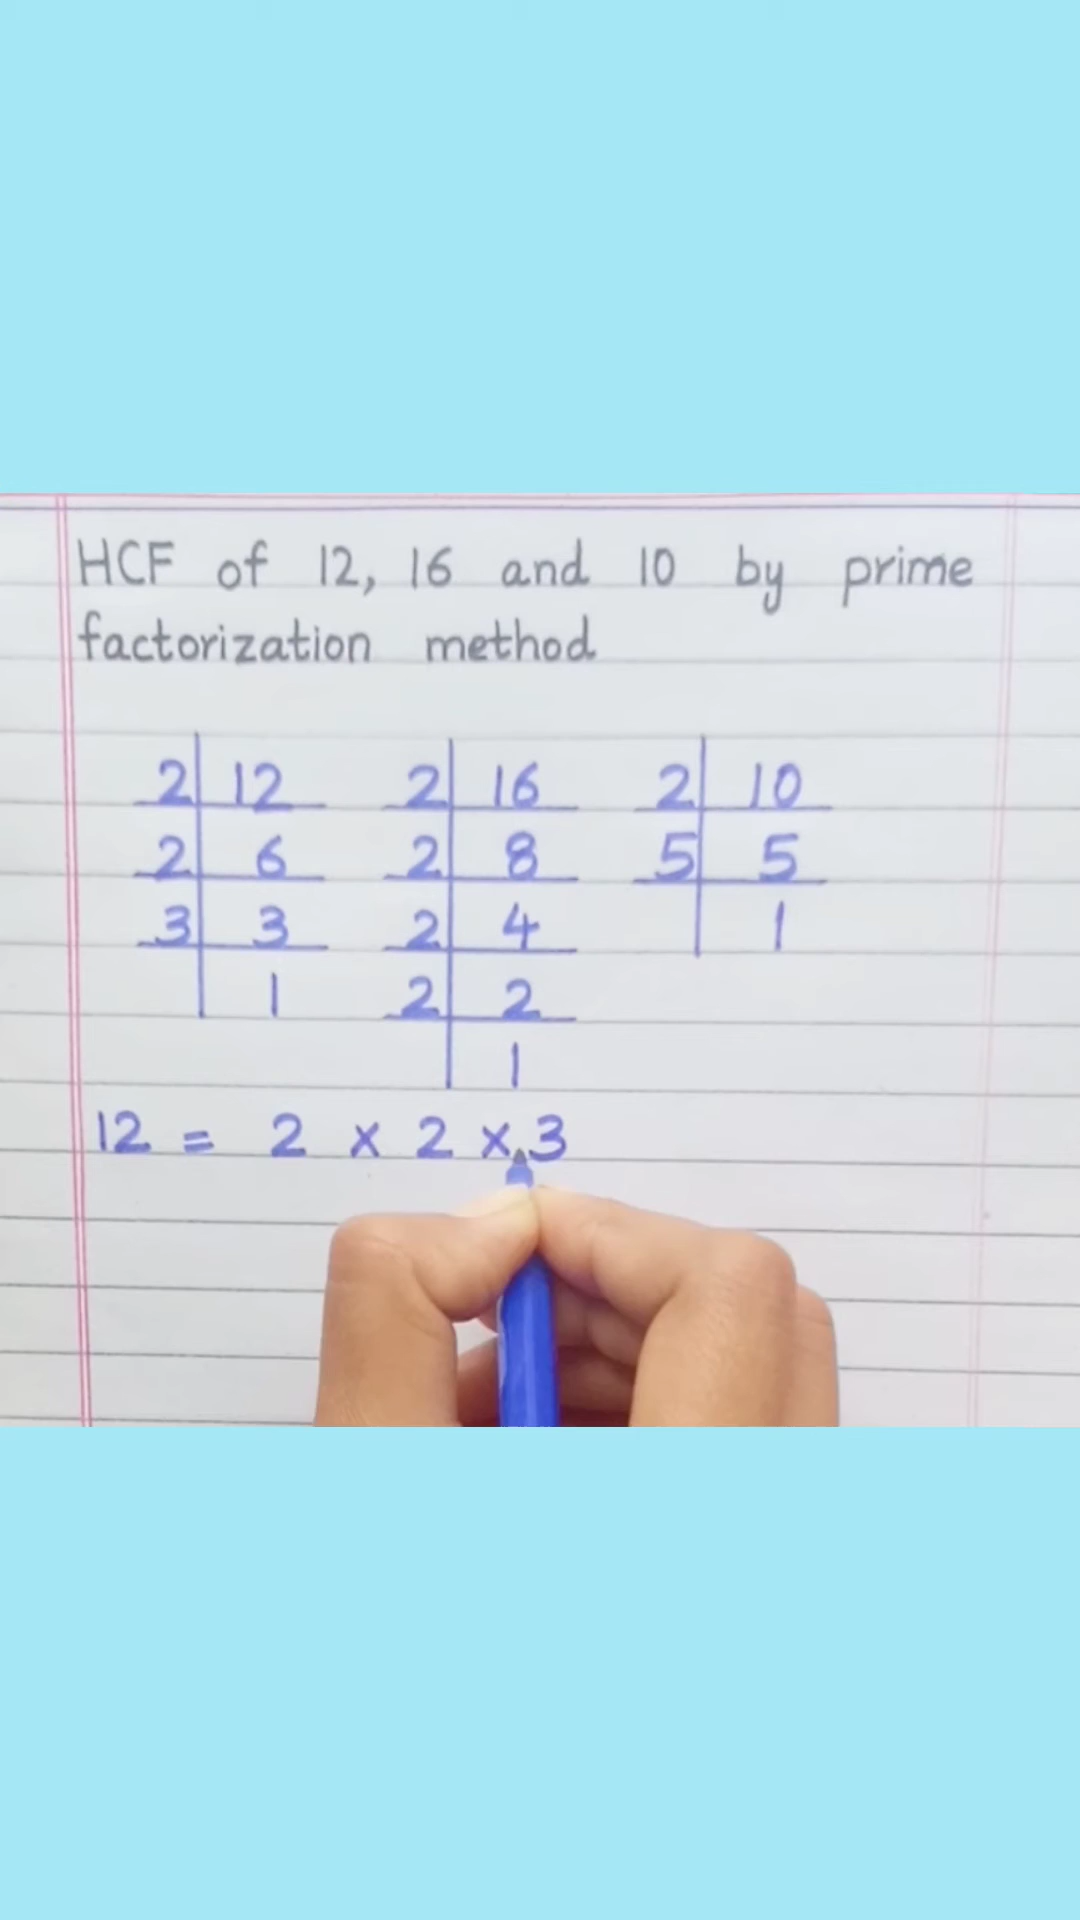 HCF of 12, 16 and 10 by prime
factorization method
2 | 12  2 | 16  2 | 10
2 | 6  2 | 8  5 | 5
3 | 3  2 | 4  | 1
| 1  2 | 2
| 1
12 = 2 x 2 x 3